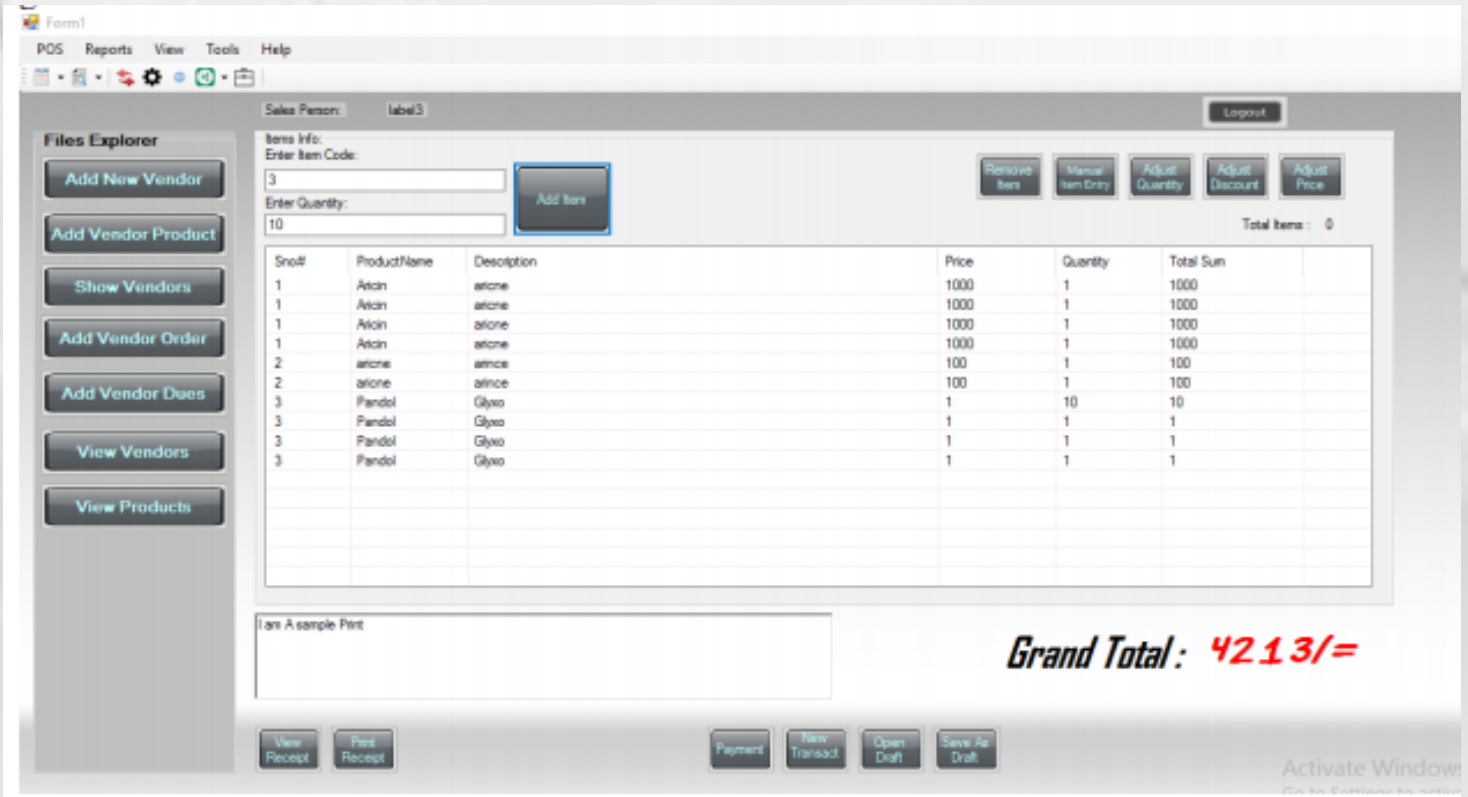 Form1
POS Reports View Tools Help
Sales Person: label3 Logout
Files Explorer
Add New Vendor
Add Vendor Product
Show Vendors
Add Vendor Order
Add Vendor Dues
View Vendors
View Products
Items Info:
Enter Item Code:
3
Enter Quantity:
10
Add Item
Remove Item
Manual Item Entry
Adjust Quantity
Adjust Discount
Adjust Price
Total Items : 0
Sno# ProductName Description Price Quantity Total Sum
1 Aricin aricne 1000 1 1000
1 Aricin aricne 1000 1 1000
1 Aricin aricne 1000 1 1000
1 Aricin aricne 1000 1 1000
2 aricne arince 100 1 100
2 aricne arince 100 1 100
3 Pandol Glyxo 1 10 10
3 Pandol Glyxo 1 1 1
3 Pandol Glyxo 1 1 1
3 Pandol Glyxo 1 1 1
I am A sample Print
Grand Total : 4213/=
View Receipt
Print Receipt
Payment
New Transact
Open Draft
Save As Draft
Activate Windows
Go to Settings to